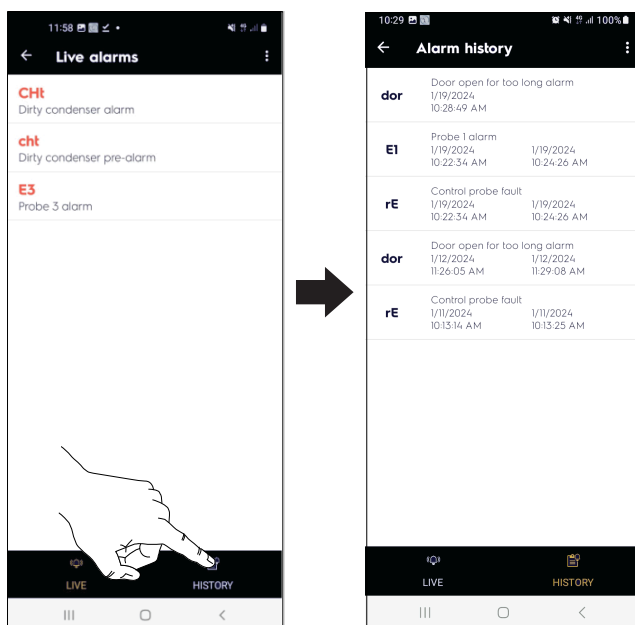 11:58
Live alarms
CHt
Dirty condenser alarm
cht
Dirty condenser pre-alarm
E3
Probe 3 alarm
LIVE
HISTORY
10:29
100%
Alarm history
dor
Door open for too long alarm
1/19/2024
10:28:49 AM
E1
Probe 1 alarm
1/19/2024 1/19/2024
10:22:34 AM 10:24:26 AM
rE
Control probe fault
1/19/2024 1/19/2024
10:22:34 AM 10:24:26 AM
dor
Door open for too long alarm
1/12/2024 1/12/2024
11:26:05 AM 11:29:08 AM
rE
Control probe fault
1/11/2024 1/11/2024
10:13:14 AM 10:13:25 AM
LIVE
HISTORY